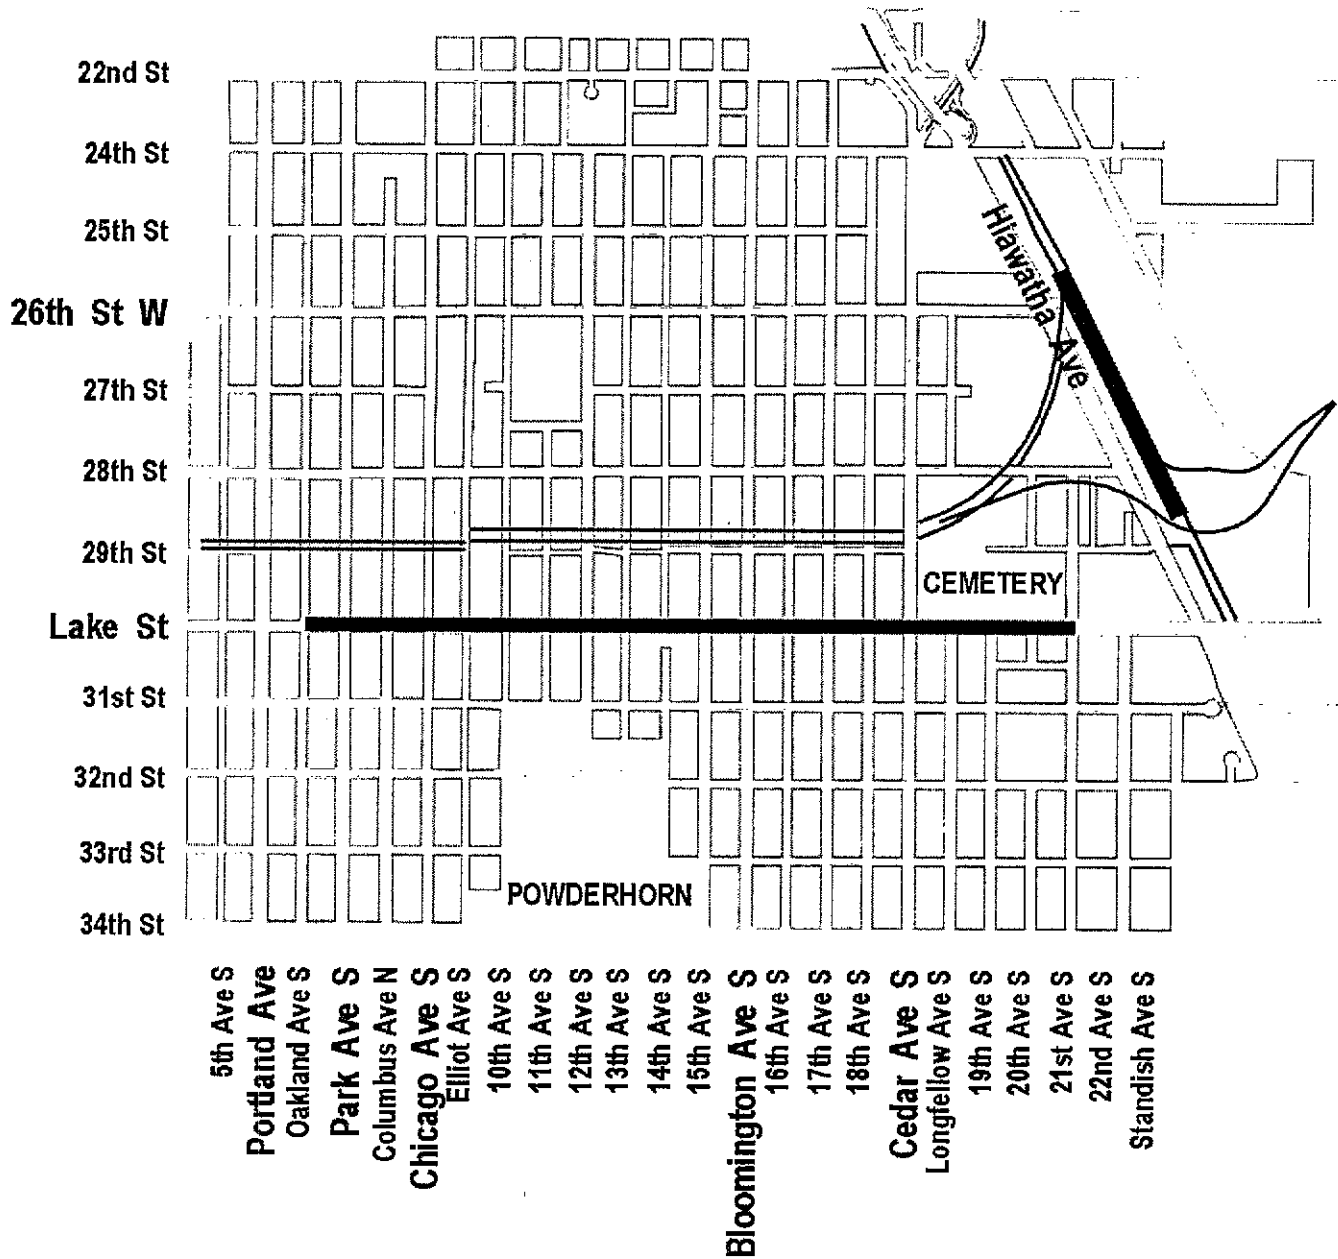 22nd St
24th St
25th St
26th St W
27th St
28th St
29th St
Lake St
31st St
32nd St
33rd St
34th St
Hiawatha Ave
CEMETERY
POWDERHORN
5th Ave S
Portland Ave
Oakland Ave S
Park Ave S
Columbus Ave N
Chicago Ave S
Elliot Ave S
10th Ave S
11th Ave S
12th Ave S
13th Ave S
14th Ave S
15th Ave S
Bloomington Ave S
16th Ave S
17th Ave S
18th Ave S
Cedar Ave S
Longfellow Ave S
19th Ave S
20th Ave S
21st Ave S
22nd Ave S
Standish Ave S